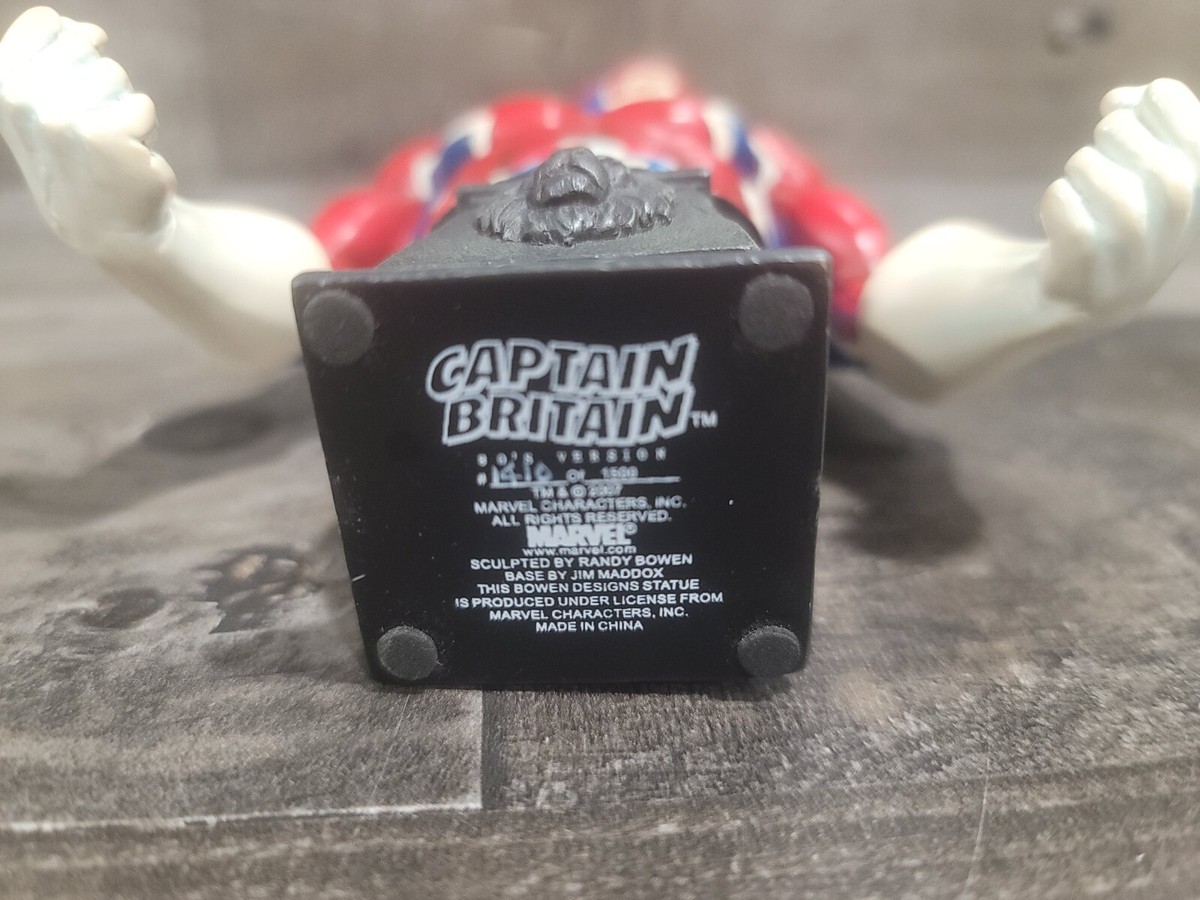 CAPTAIN
BRITAIN™
80'S VERSION
# of
TM & © 2007
MARVEL CHARACTERS, INC.
ALL RIGHTS RESERVED.
MARVEL®
www.marvel.com
SCULPTED BY RANDY BOWEN
BASE BY JIM MADDOX
THIS BOWEN DESIGNS STATUE
IS PRODUCED UNDER LICENSE FROM
MARVEL CHARACTERS, INC.
MADE IN CHINA